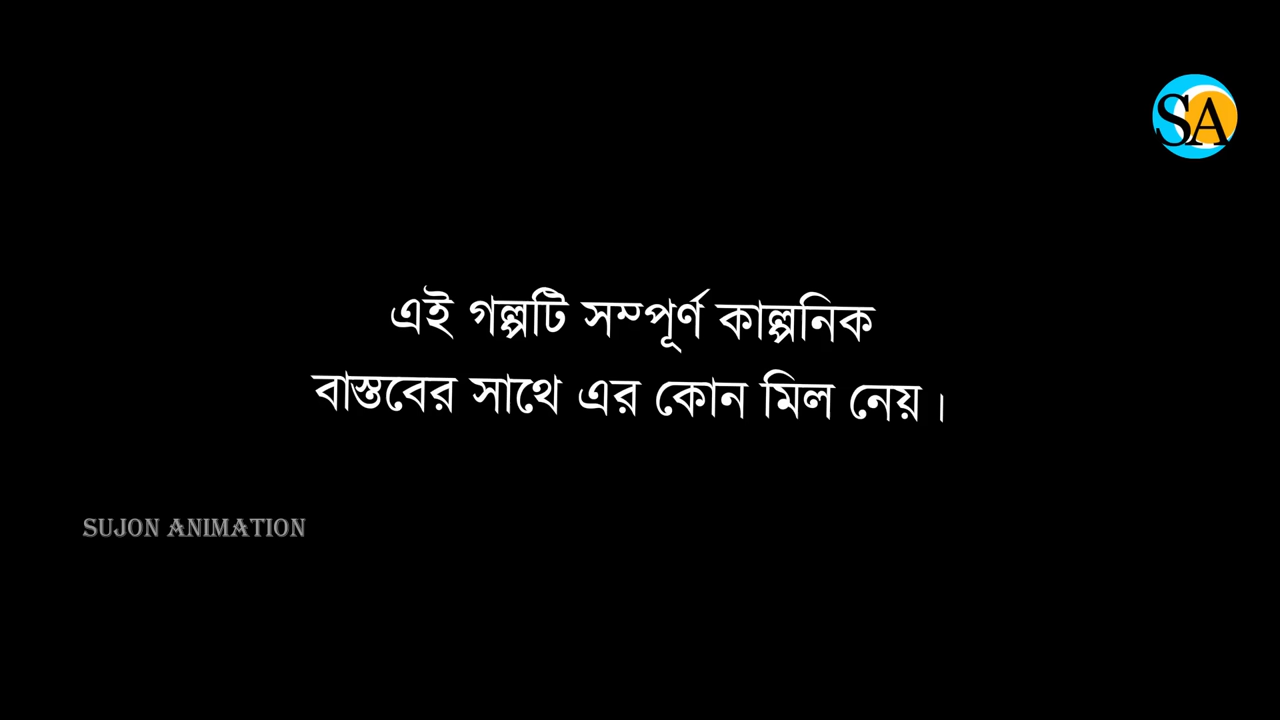 SA
এই গল্পটি সম্পূর্ণ কাল্পনিক
বাস্তবের সাথে এর কোন মিল নেয়।
SUJON ANIMATION